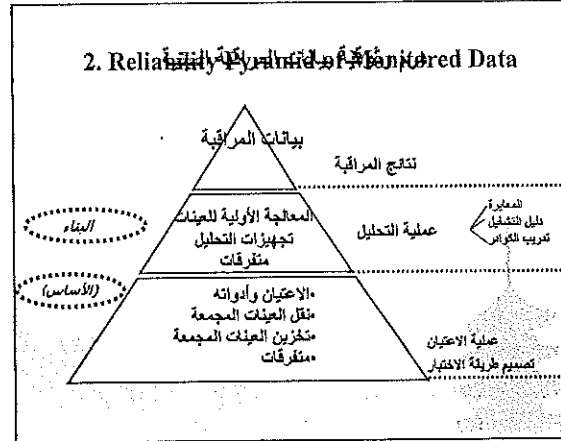 2. Reliability Pyramid of Monitored Data
بيانات المراقبة
نتائج المراقبة
المعالجة الأولية للعينات
تجهيزات التحليل
متفرقات
البناء
عملية التحليل
المعايرة
دليل التشغيل
تدريب الكوادر
(الأساس)
•الاعتيان وأدواته
•نقل العينات المجمعة
•تخزين العينات المجمعة
•متفرقات
عملية الاعتيان
تصميم طريقة الاختبار